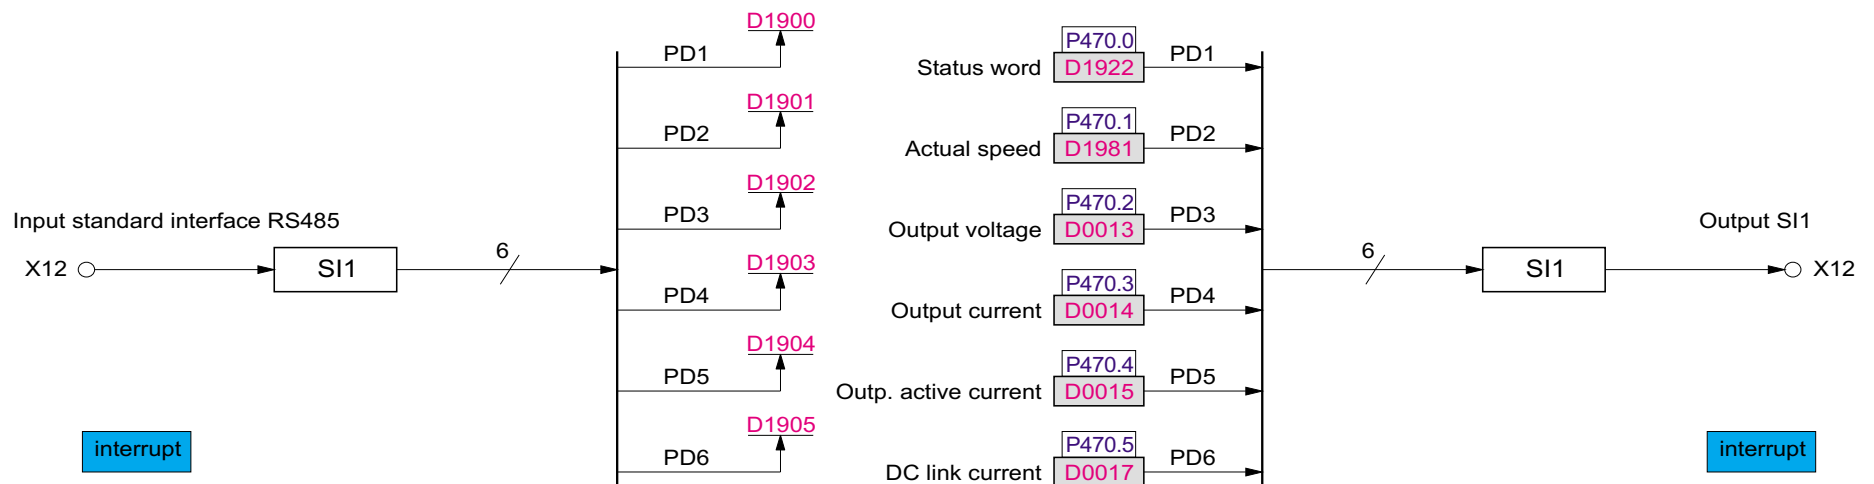 D1900
P470.0
PD1
Status word D1922 PD1
D1901
P470.1
PD2
Actual speed D1981 PD2
D1902
P470.2
PD3
Output voltage D0013 PD3
Input standard interface RS485
Output SI1
X12 SI1 6
6 SI1 X12
D1903
P470.3
PD4
Output current D0014 PD4
D1904
P470.4
PD5
Outp. active current D0015 PD5
D1905
P470.5
interrupt
interrupt
PD6
DC link current D0017 PD6